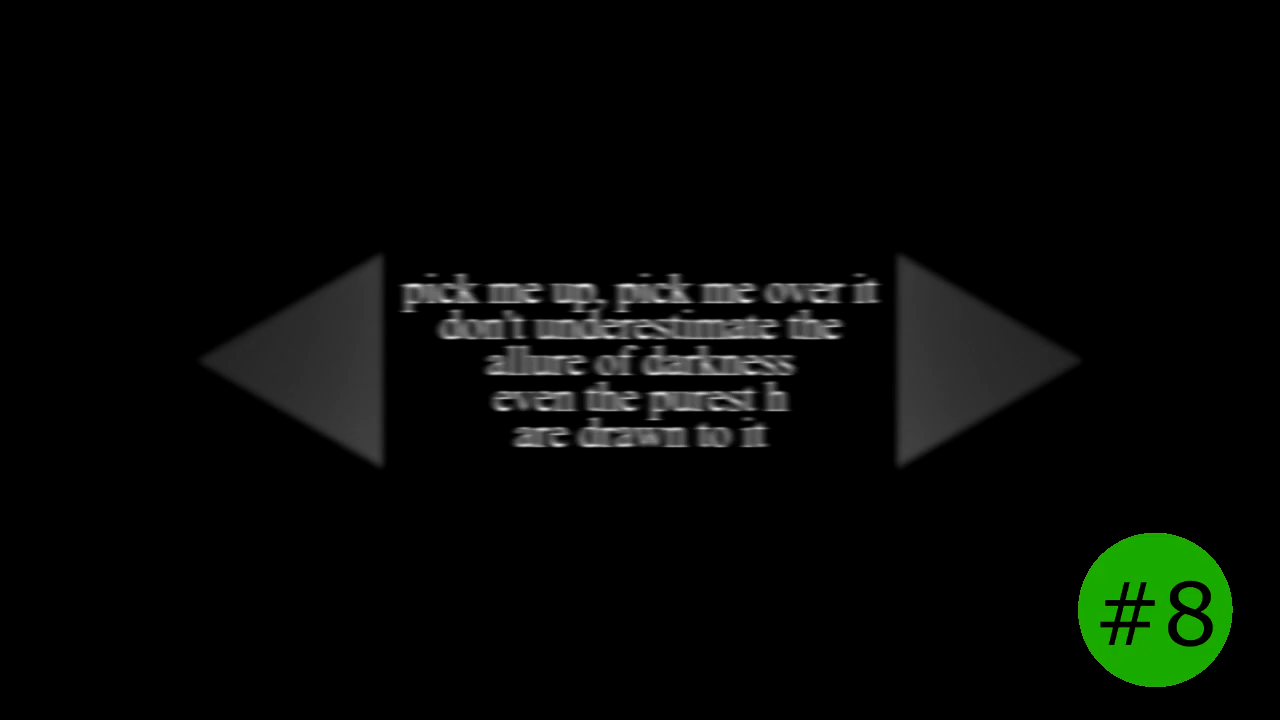 pick me up, pick me over it
don't underestimate the
allure of darkness
even the purest h
are drawn to it
#8